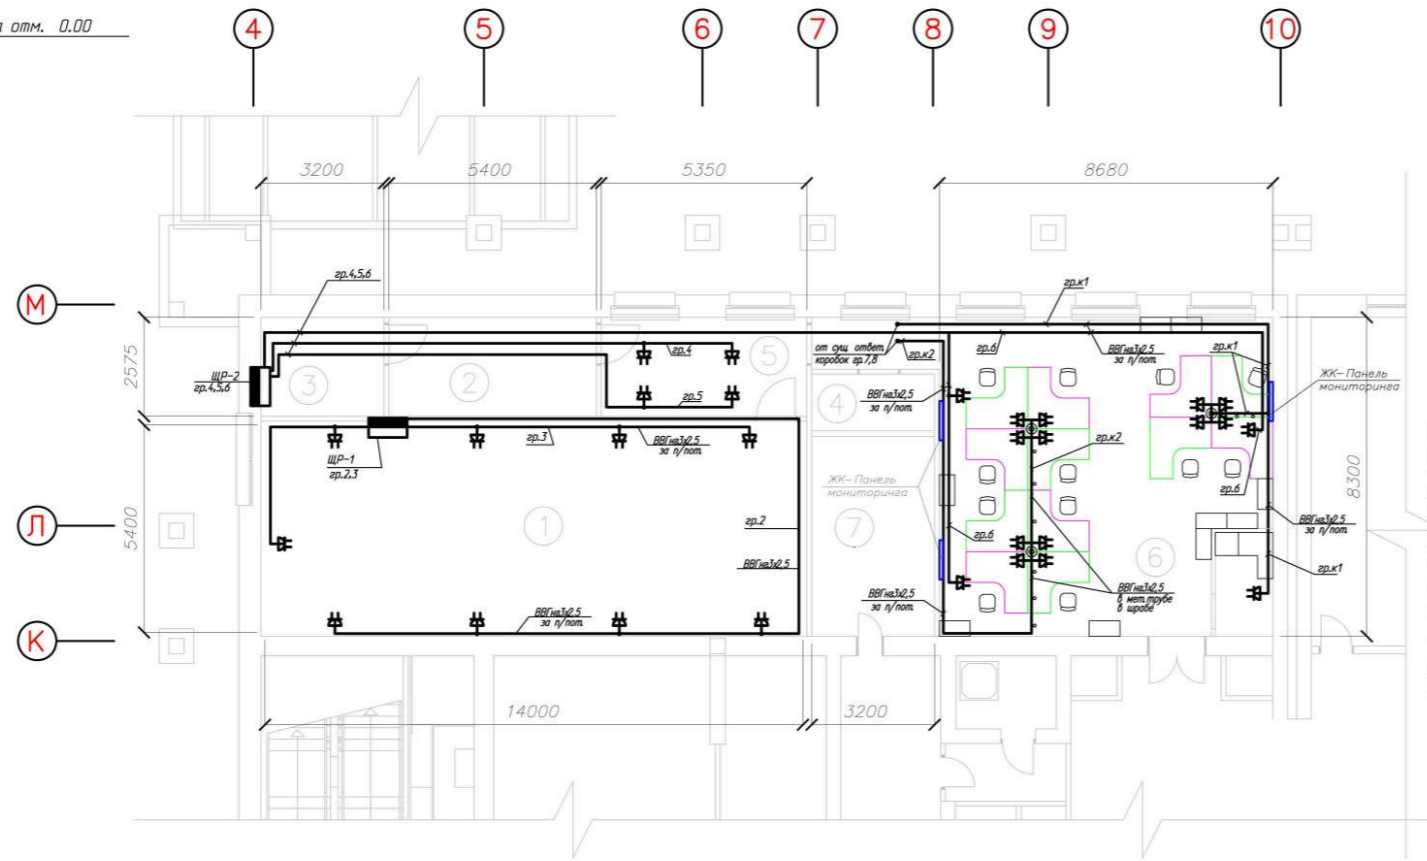 отм. 0.00
4
5
6
7
8
9
10
3200
5400
5350
8680
М
Л
К
2575
5400
8300
гр.4,5,6
ЩР-2
гр.4,5,6
3
2
5
гр.4
гр.5
от сущ ответ.
коробок гр.7,8
гр.к2
гр.к1
гр.6
ВВГнг3х2,5
за п/пот.
гр.к1
ЖК-Панель
мониторинга
4
ВВГнг3х2,5
за п/пот
ЩР-1
гр.2,3
гр.3
ВВГнг3х2,5
за п/пот.
гр.к2
ЖК-Панель
мониторинга
гр.6
1
гр.2
ВВГнг3х2,5
7
гр.6
6
ВВГнг3х2,5
за п/пот.
гр.к1
ВВГнг3х2,5
за п/пот
ВВГнг3х2,5
за п/пот
ВВГнг3х2,5
в мет.трубе
в штрабе
14000
3200